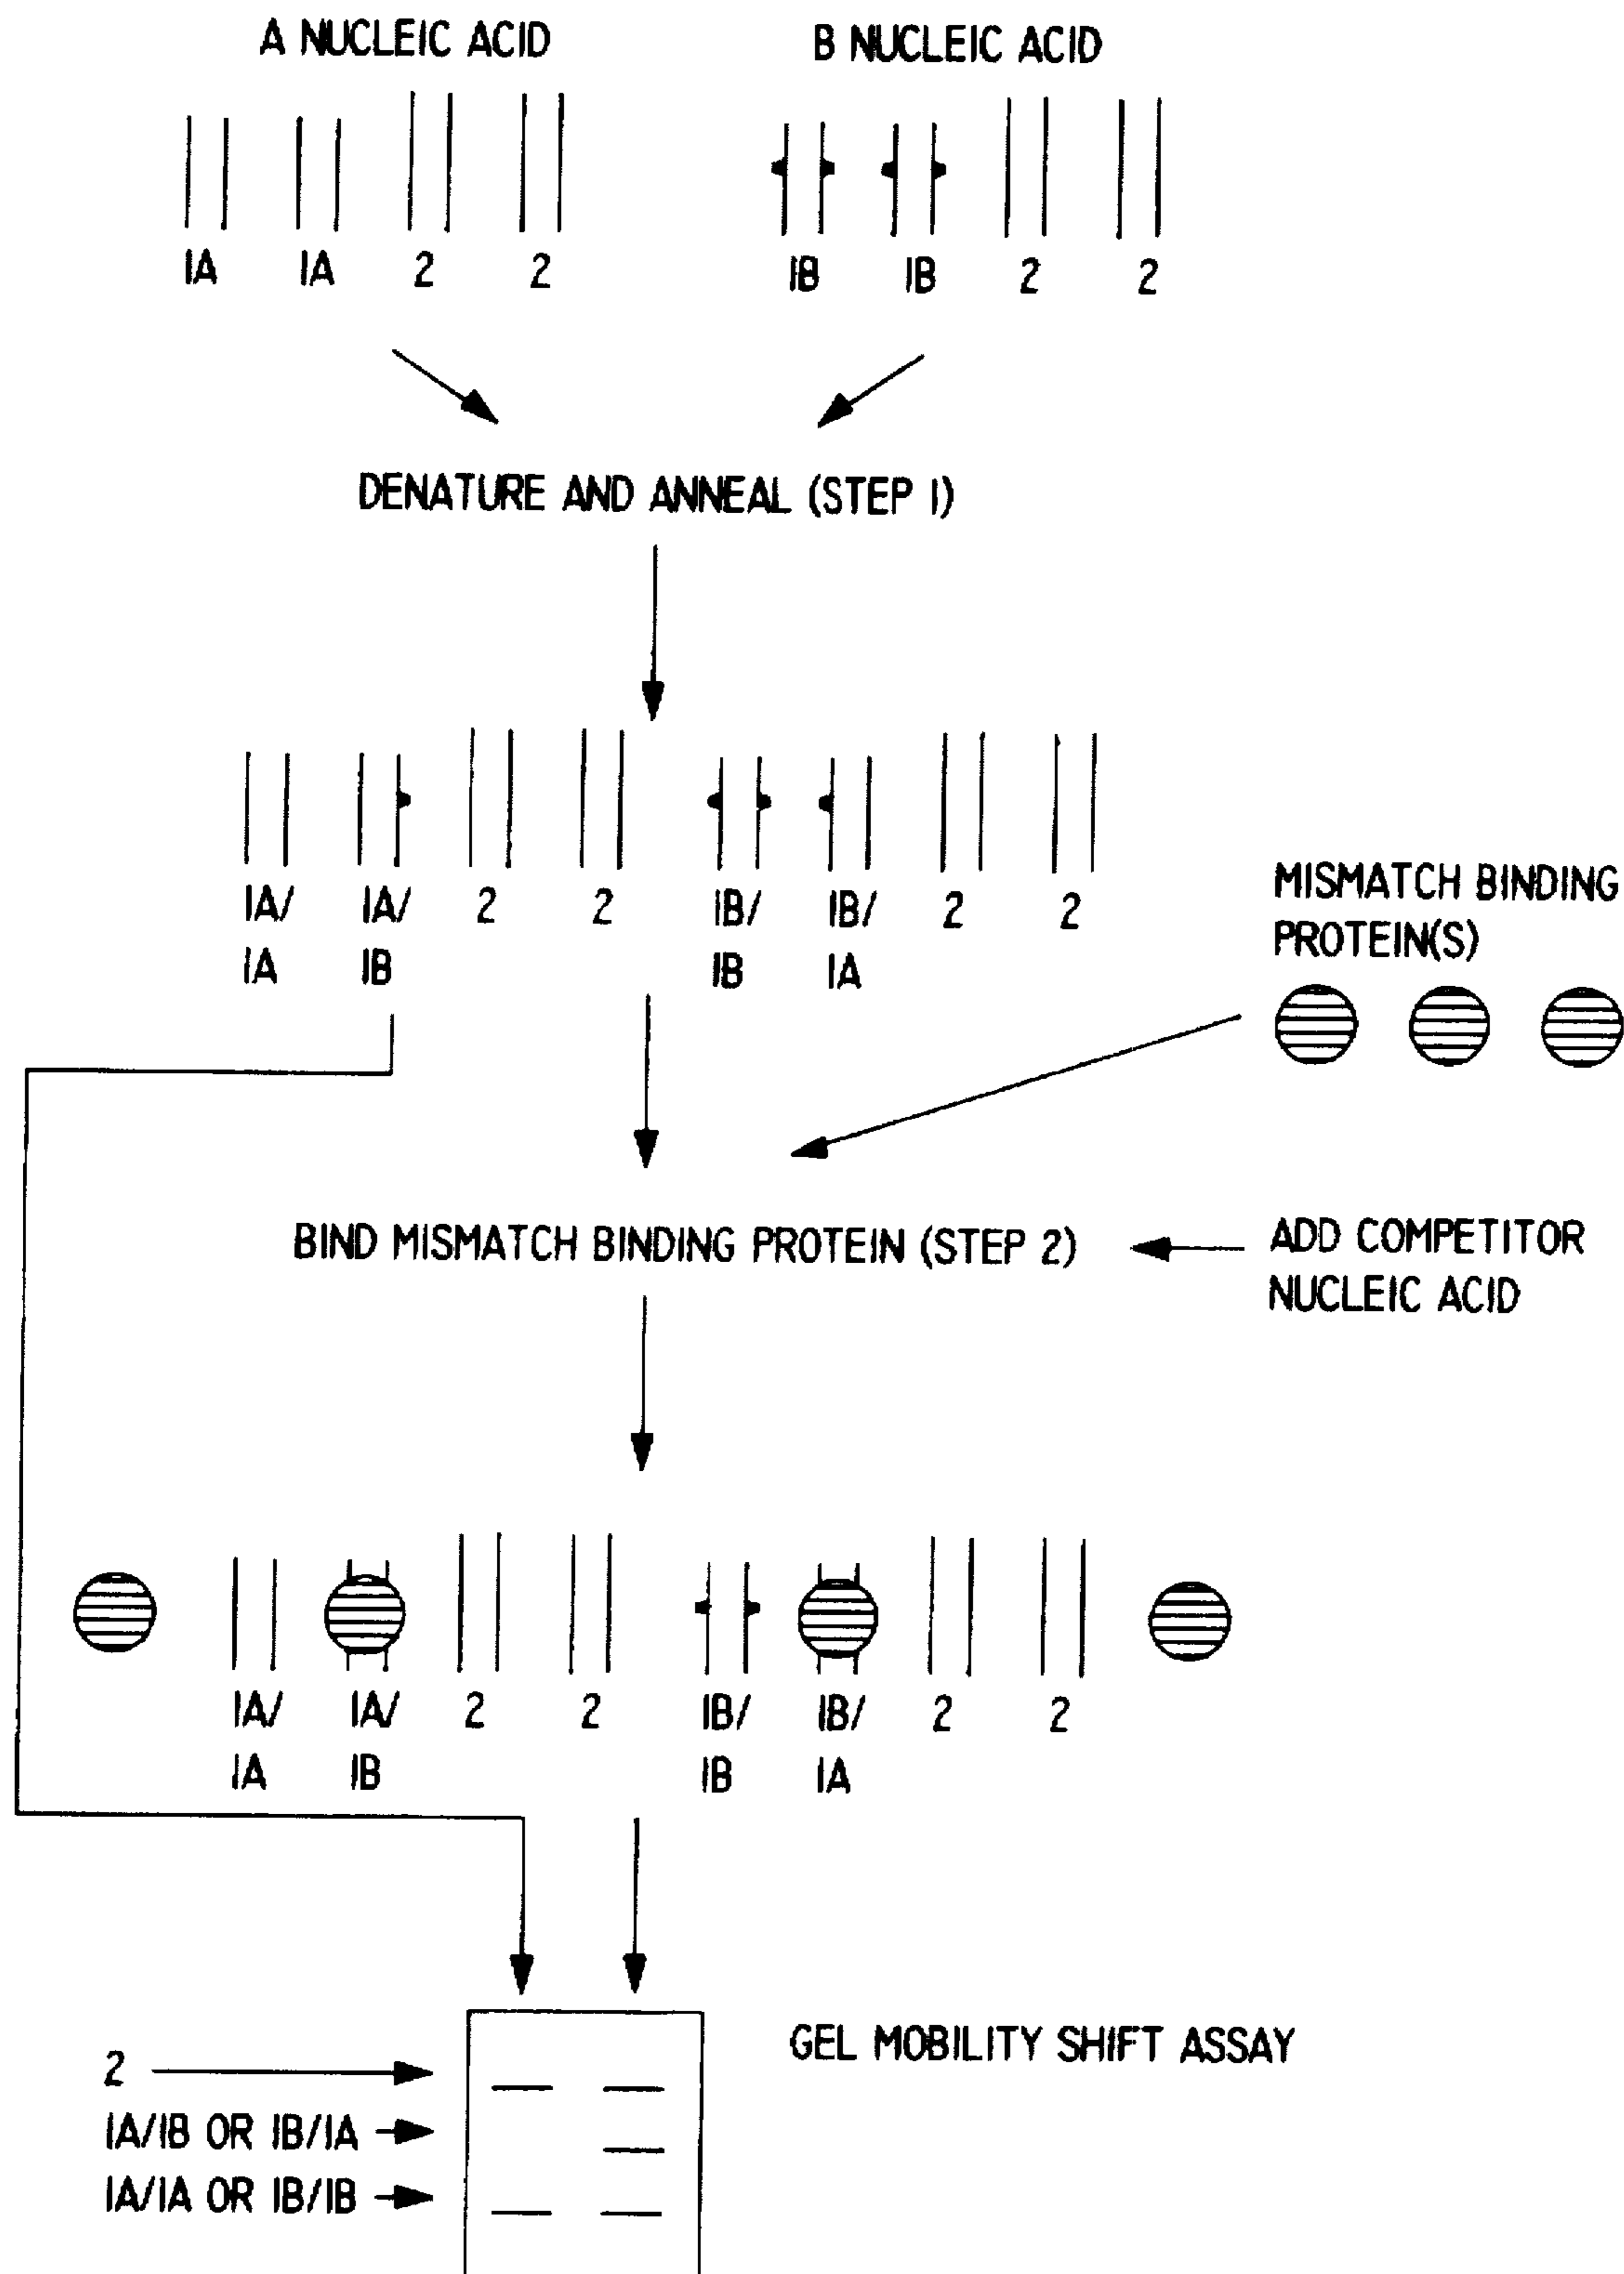 A NUCLEIC ACID B NUCLEIC ACID
1A 1A 2 2 1B 1B 2 2
DENATURE AND ANNEAL (STEP 1)
1A/ 1A/ 2 2 1B/ 1B/ 2 2
1A 1B 1B 1A
MISMATCH BINDING
PROTEIN(S)
BIND MISMATCH BINDING PROTEIN (STEP 2)
ADD COMPETITOR
NUCLEIC ACID
1A/ 1A/ 2 2 1B/ 1B/ 2 2
1A 1B 1B 1A
GEL MOBILITY SHIFT ASSAY
2
1A/1B OR 1B/1A
1A/1A OR 1B/1B